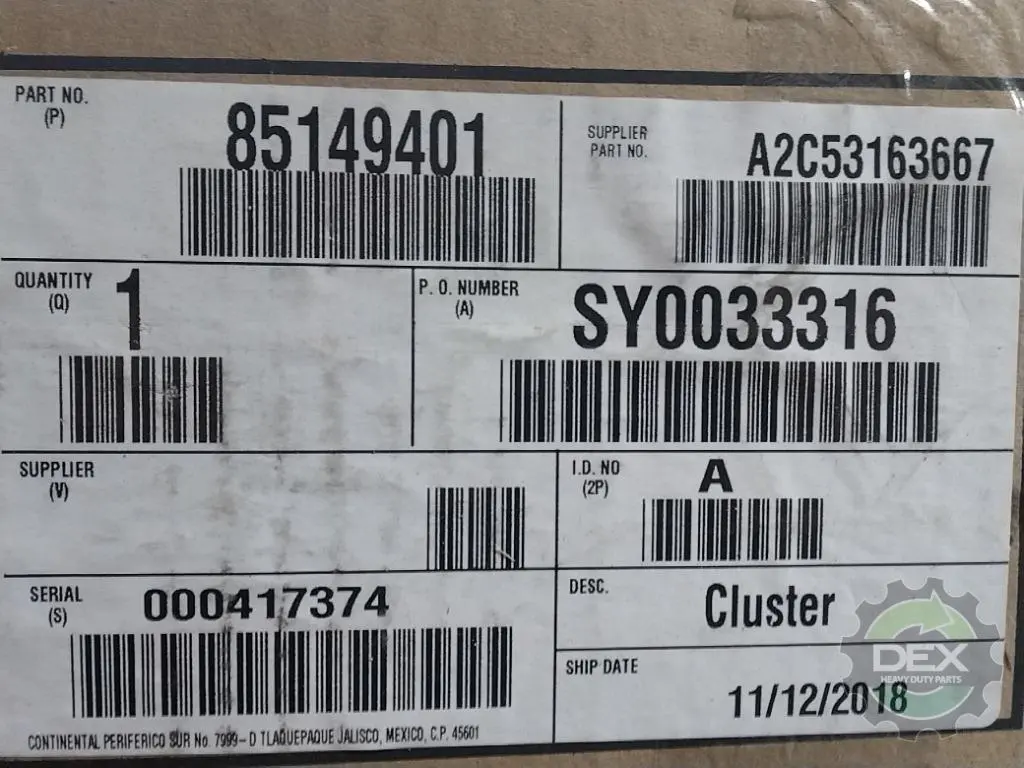 PART NO.
(P)
85149401
SUPPLIER
PART NO.
A2C53163667
QUANTITY
(Q)
1
P. O. NUMBER
(A)
SY0033316
SUPPLIER
(V)
I.D. NO
(2P)
A
SERIAL
(S)
000417374
DESC.
Cluster
SHIP DATE
11/12/2018
CONTINENTAL PERIFERICO SUR No. 7999- D TLAQUEPAQUE JALISCO, MEXICO, C.P. 45601
DEX
HEAVY DUTY PARTS